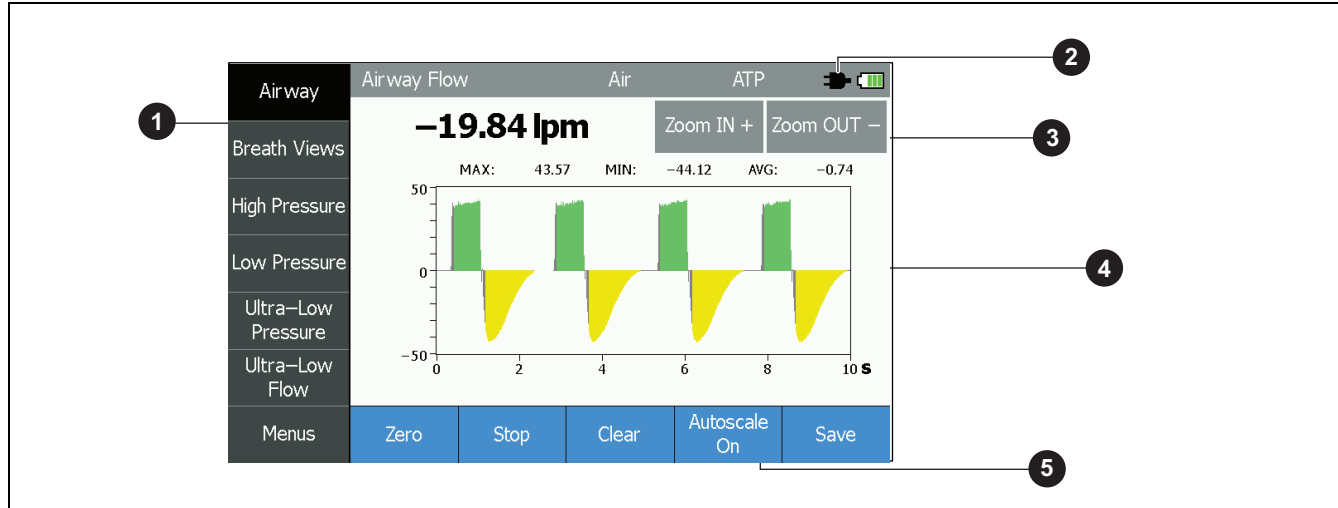 Airway
Breath Views
High Pressure
Low Pressure
Ultra–Low
Pressure
Ultra–Low
Flow
Menus
Airway Flow Air ATP
–19.84 lpm
Zoom IN + Zoom OUT –
MAX: 43.57 MIN: –44.12 AVG: –0.74
50
0
–50
0 2 4 6 8 10 s
Zero Stop Clear Autoscale
On Save
1
2
3
4
5